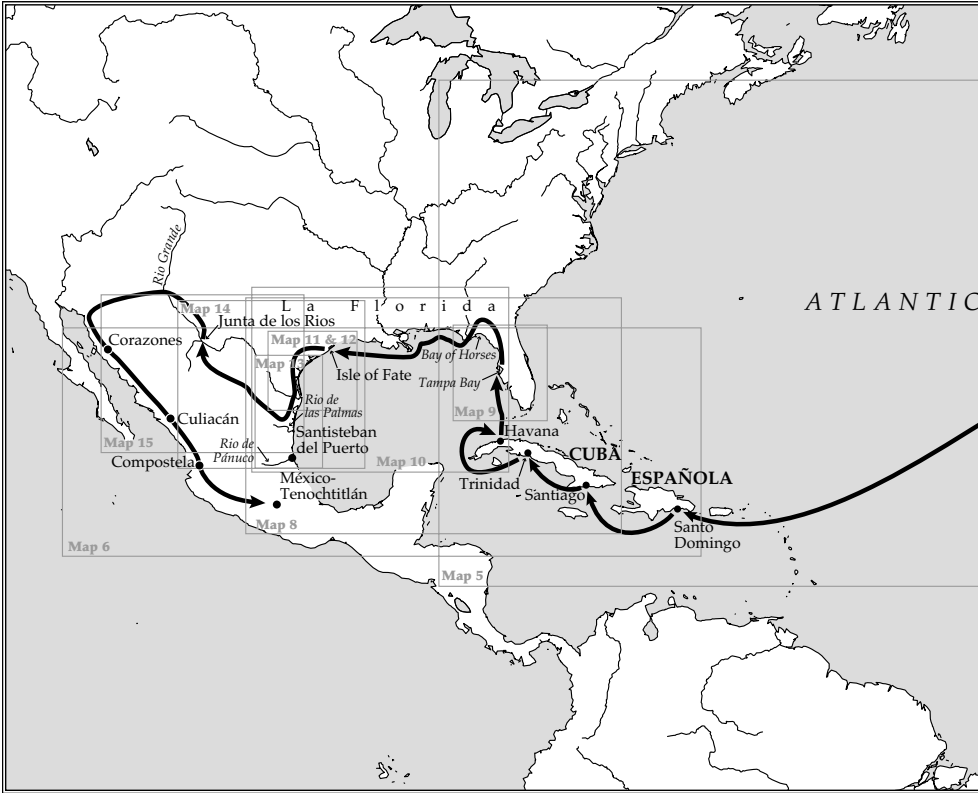 Rio Grande
La Florida
ATLANTIC
Map 14
Junta de los Rios
Corazones
Map 11 & 12
Bay of Horses
Map 13
Isle of Fate
Tampa Bay
Rio de
las Palmas
Map 9
Culiacán
Santisteban
del Puerto
Havana
Map 15
Rio de
Pánuco
CUBA
Compostela
Map 10
México-
Tenochtitlán
Trinidad
Santiago
ESPAÑOLA
Map 8
Santo
Domingo
Map 6
Map 5